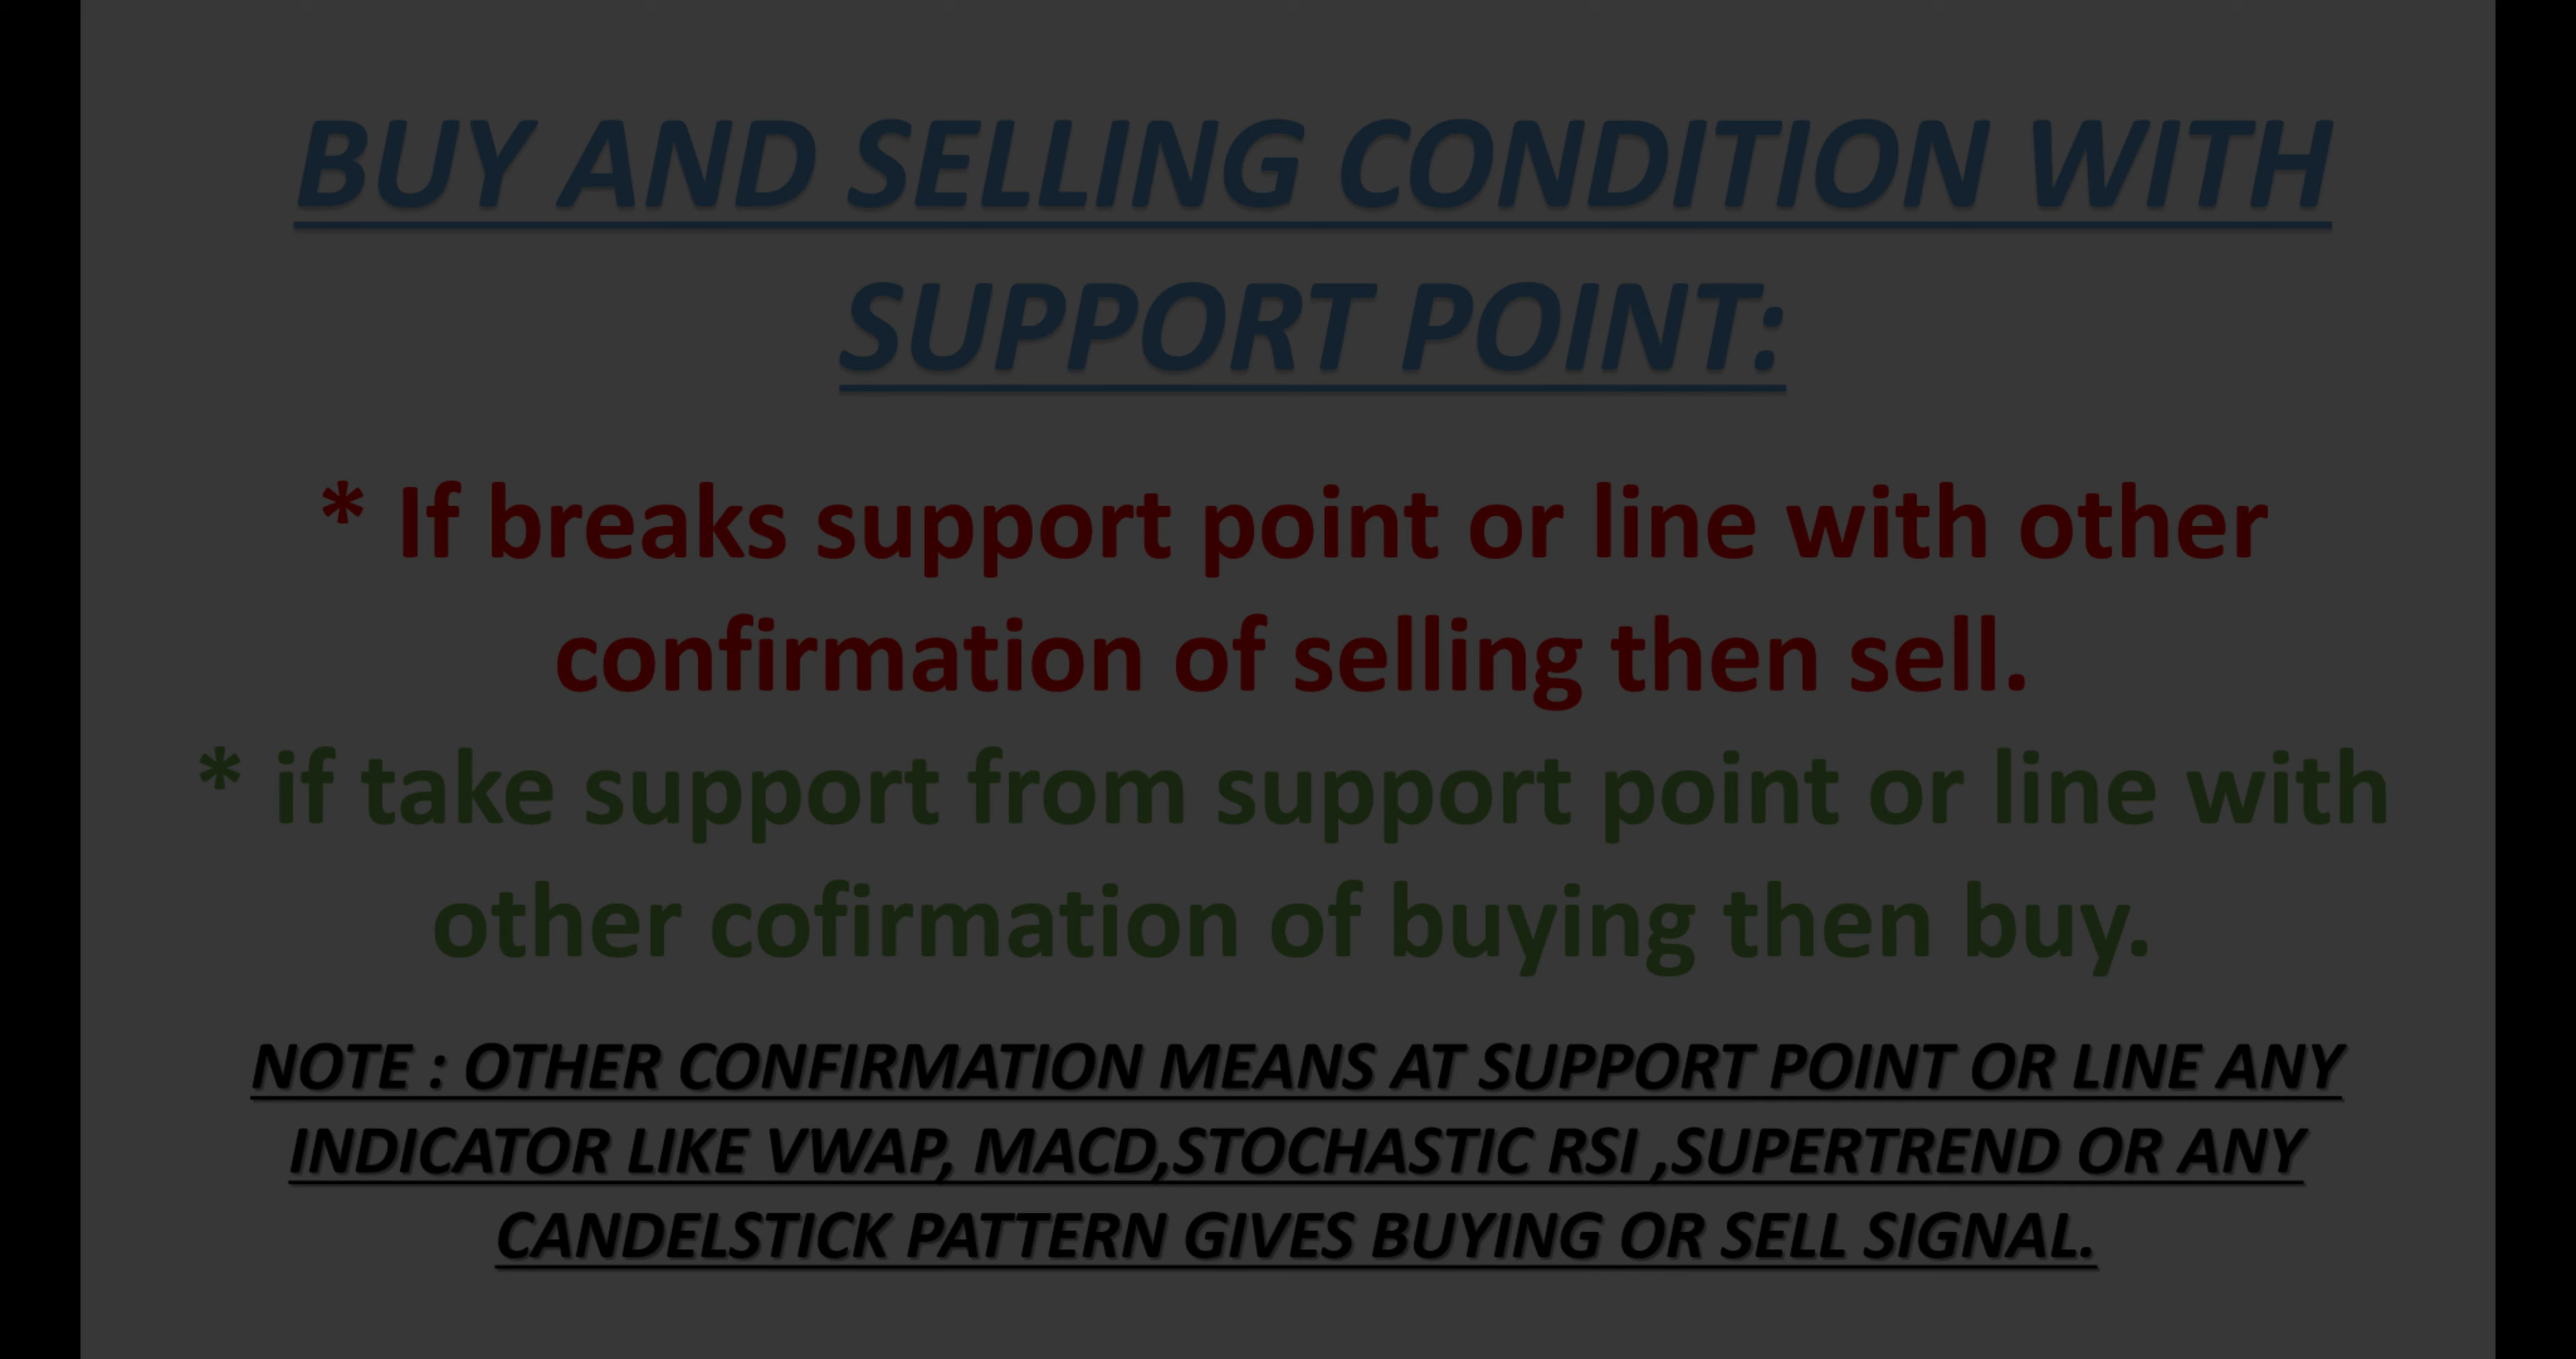 BUY AND SELLING CONDITION WITH
SUPPORT POINT:
* If breaks support point or line with other
confirmation of selling then sell.
* if take support from support point or line with
other cofirmation of buying then buy.
NOTE : OTHER CONFIRMATION MEANS AT SUPPORT POINT OR LINE ANY
INDICATOR LIKE VWAP, MACD,STOCHASTIC RSI ,SUPERTREND OR ANY
CANDELSTICK PATTERN GIVES BUYING OR SELL SIGNAL.